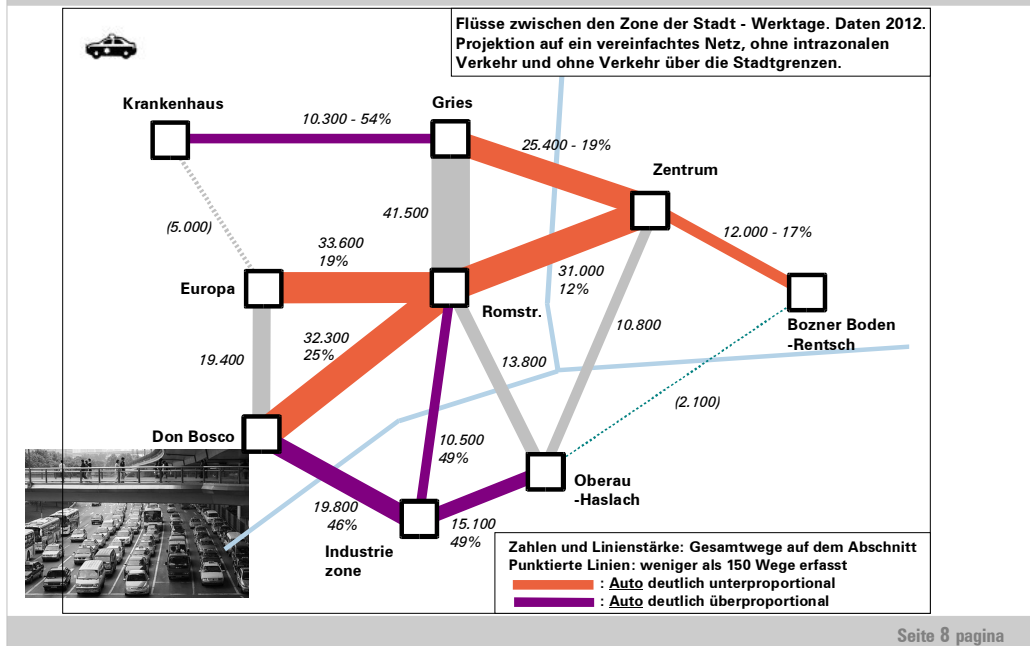 Flüsse zwischen den Zone der Stadt - Werktage. Daten 2012.
Projektion auf ein vereinfachtes Netz, ohne intrazonalen
Verkehr und ohne Verkehr über die Stadtgrenzen.
Krankenhaus
Gries
10.300 - 54%
25.400 - 19%
Zentrum
41.500
(5.000)
12.000 - 17%
33.600
19%
31.000
12%
Europa
Romstr.
Bozner Boden
-Rentsch
10.800
32.300
25%
19.400
13.800
(2.100)
Don Bosco
10.500
49%
Oberau
-Haslach
19.800
46%
15.100
49%
Industrie
zone
Zahlen und Linienstärke: Gesamtwege auf dem Abschnitt
Punktierte Linien: weniger als 150 Wege erfasst
: Auto deutlich unterproportional
: Auto deutlich überproportional
Seite 8 pagina